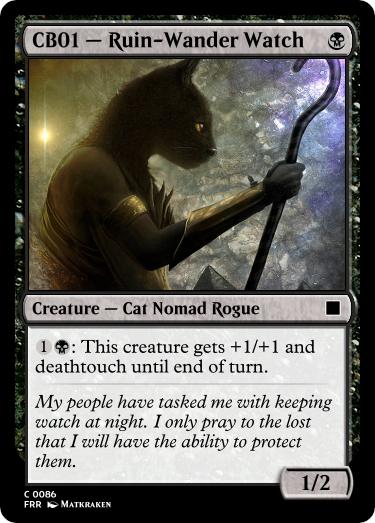 CB01 — Ruin-Wander Watch
Creature — Cat Nomad Rogue
1 : This creature gets +1/+1 and
deathtouch until end of turn.
My people have tasked me with keeping
watch at night. I only pray to the lost
that I will have the ability to protect
them.
1/2
C 0086
FRR Matkraken